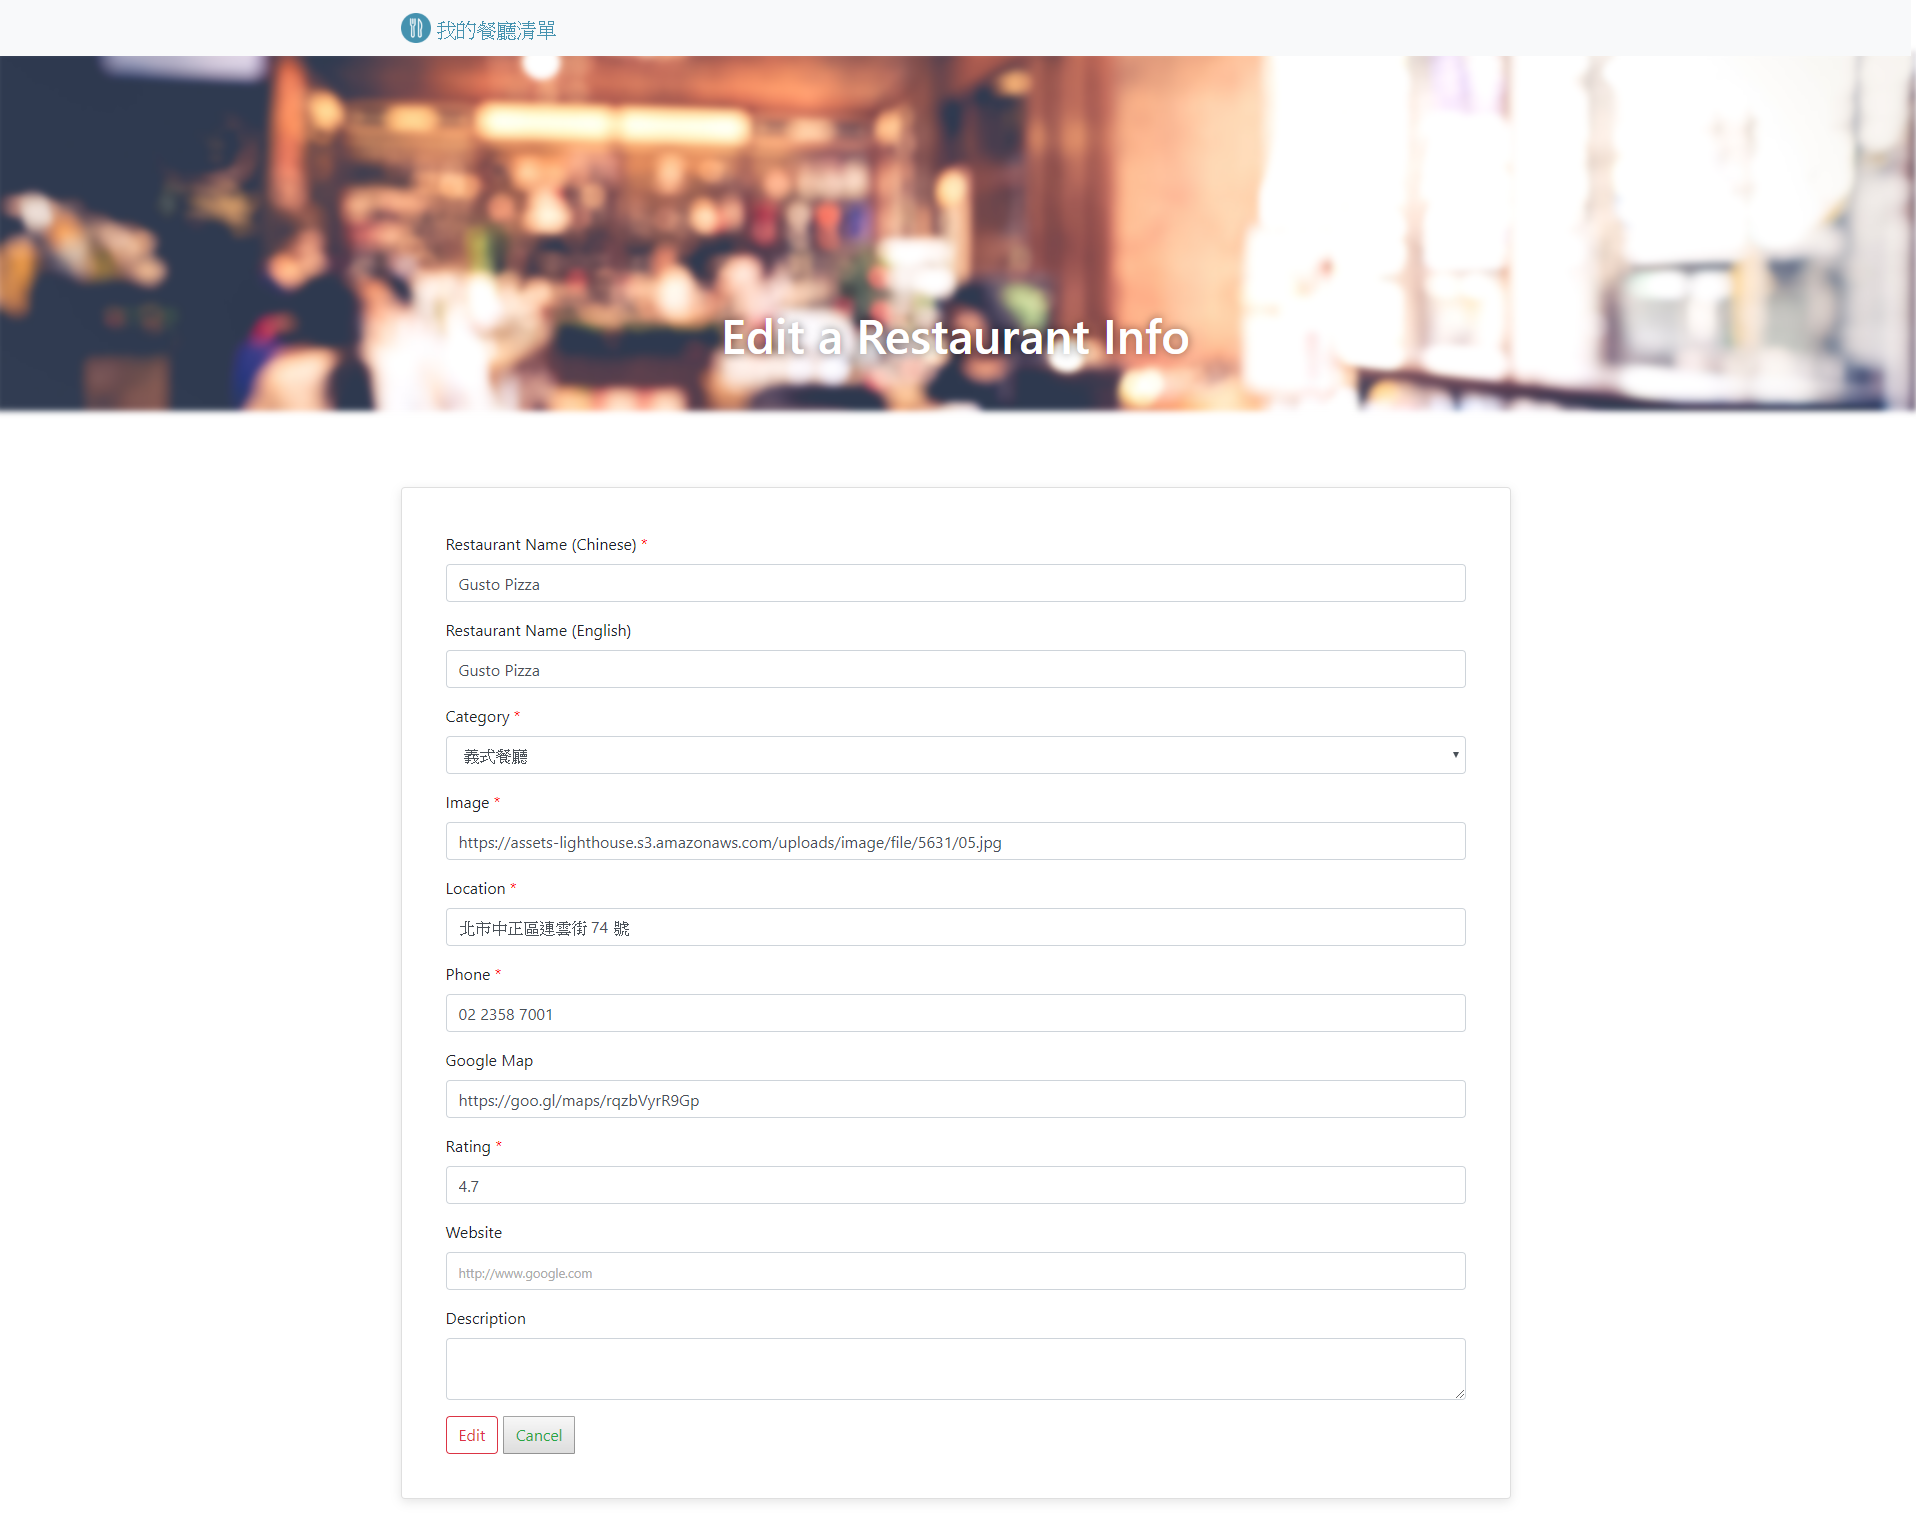 我的餐廳清單
Edit a Restaurant Info
Restaurant Name (Chinese) *
Gusto Pizza
Restaurant Name (English)
Gusto Pizza
Category *
義式餐廳
Image *
https://assets-lighthouse.s3.amazonaws.com/uploads/image/file/5631/05.jpg
Location *
北市中正區連雲街 74 號
Phone *
02 2358 7001
Google Map
https://goo.gl/maps/rqzbVyrR9Gp
Rating *
4.7
Website
http://www.google.com
Description
Edit Cancel